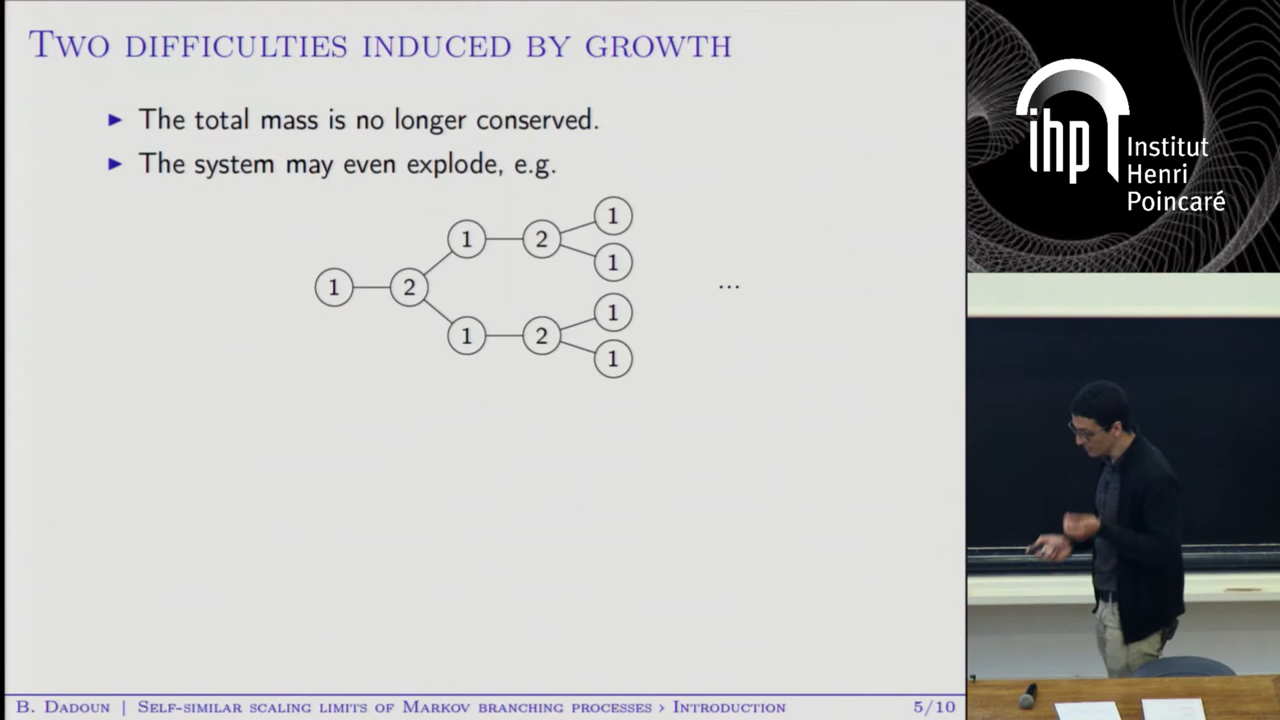 TWO DIFFICULTIES INDUCED BY GROWTH
► The total mass is no longer conserved.
► The system may even explode, e.g.
1 2 1 2 1 1
1 2 1 1
...
B. DADOUN | SELF-SIMILAR SCALING LIMITS OF MARKOV BRANCHING PROCESSES › INTRODUCTION 5/10
ihp
Institut
Henri
Poincaré